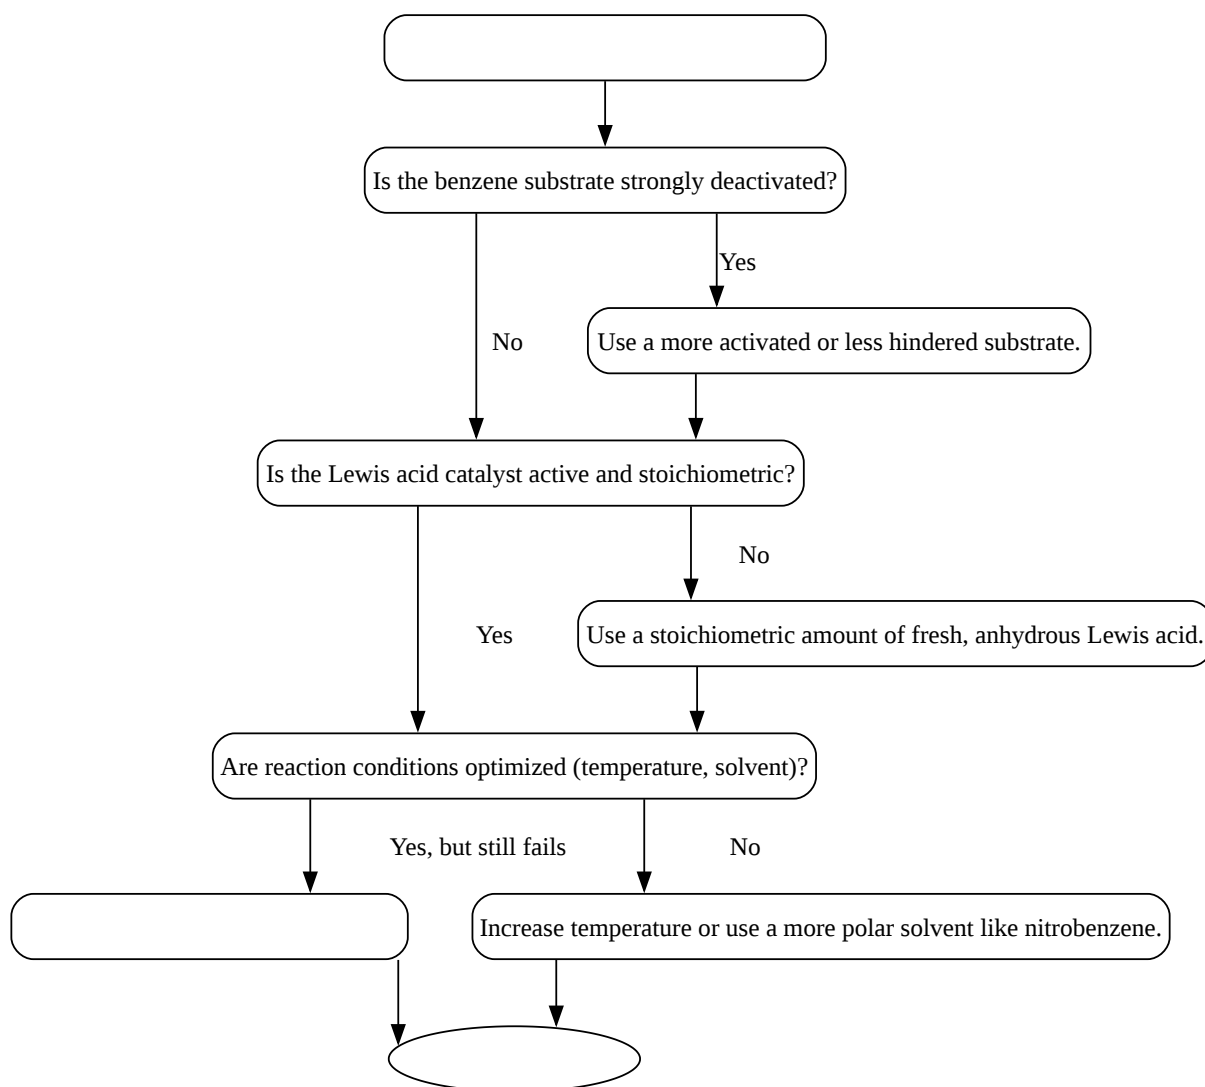 Is the benzene substrate strongly deactivated?
Yes
No
Use a more activated or less hindered substrate.
Is the Lewis acid catalyst active and stoichiometric?
No
Yes
Use a stoichiometric amount of fresh, anhydrous Lewis acid.
Are reaction conditions optimized (temperature, solvent)?
Yes, but still fails
No
Increase temperature or use a more polar solvent like nitrobenzene.